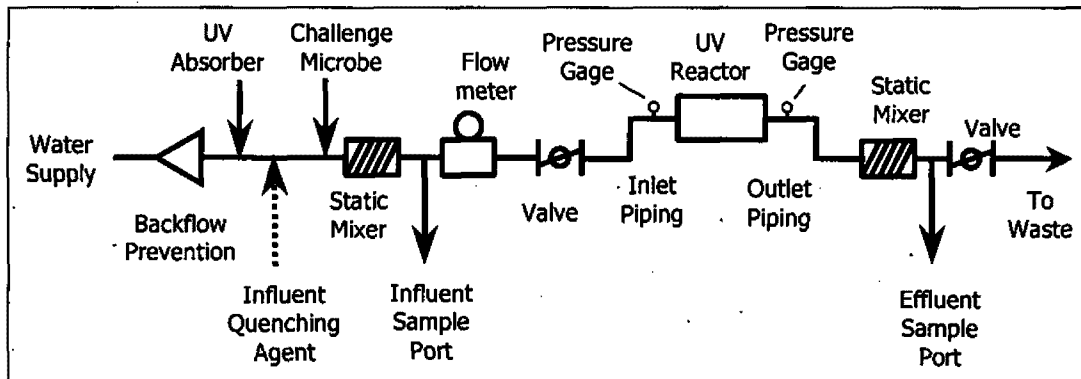 UV
Absorber
Challenge
Microbe
Flow
meter
Pressure
Gage
UV
Reactor
Pressure
Gage
Static
Mixer
Valve
Water
Supply
Backflow
Prevention
Static
Mixer
Valve
Inlet
Piping
Outlet
Piping
To
Waste
Influent
Quenching
Agent
Influent
Sample
Port
Effluent
Sample
Port